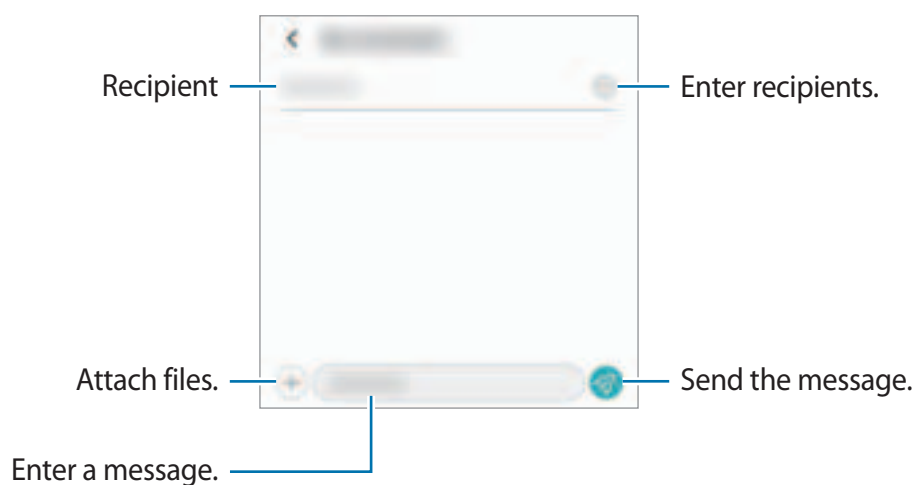 Recipient
Enter recipients.
Attach files.
Send the message.
Enter a message.